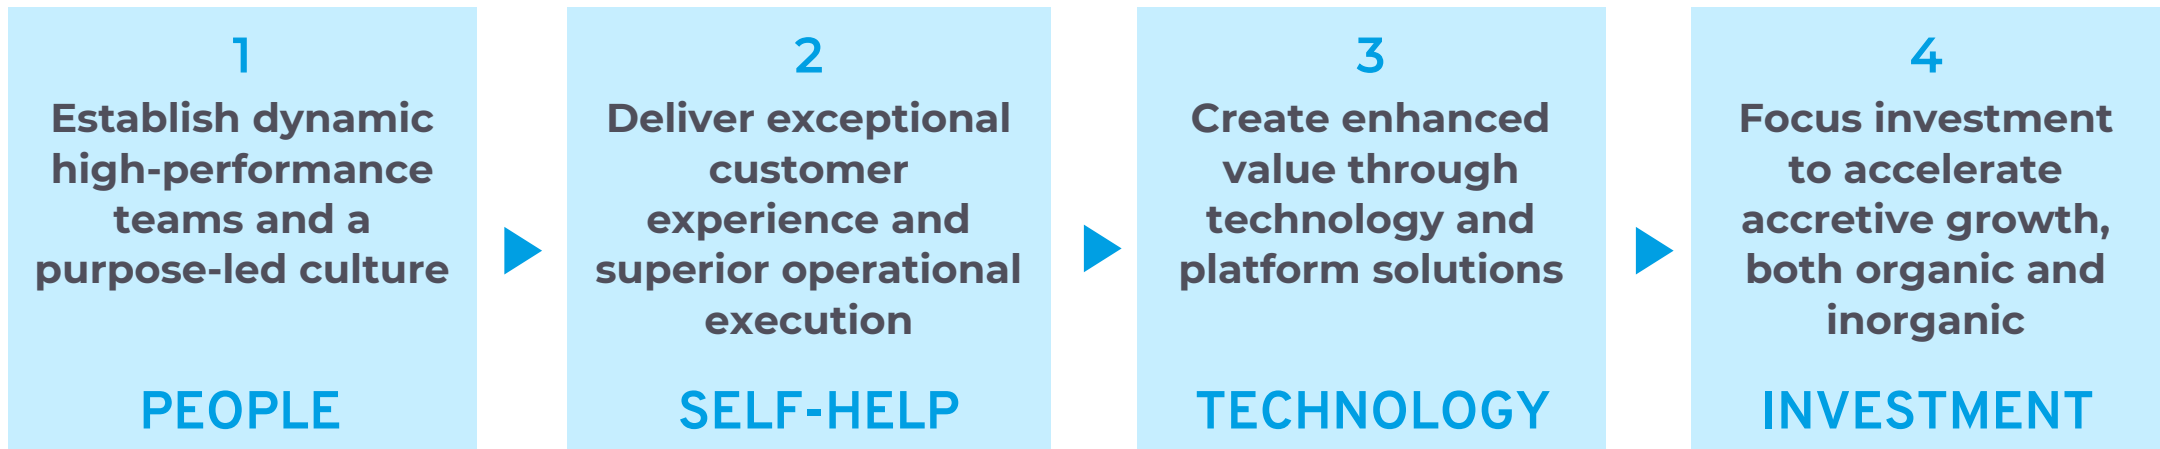 1
Establish dynamic
high-performance
teams and a
purpose-led culture
PEOPLE
2
Deliver exceptional
customer
experience and
superior operational
execution
SELF-HELP
3
Create enhanced
value through
technology and
platform solutions
TECHNOLOGY
4
Focus investment
to accelerate
accretive growth,
both organic and
inorganic
INVESTMENT